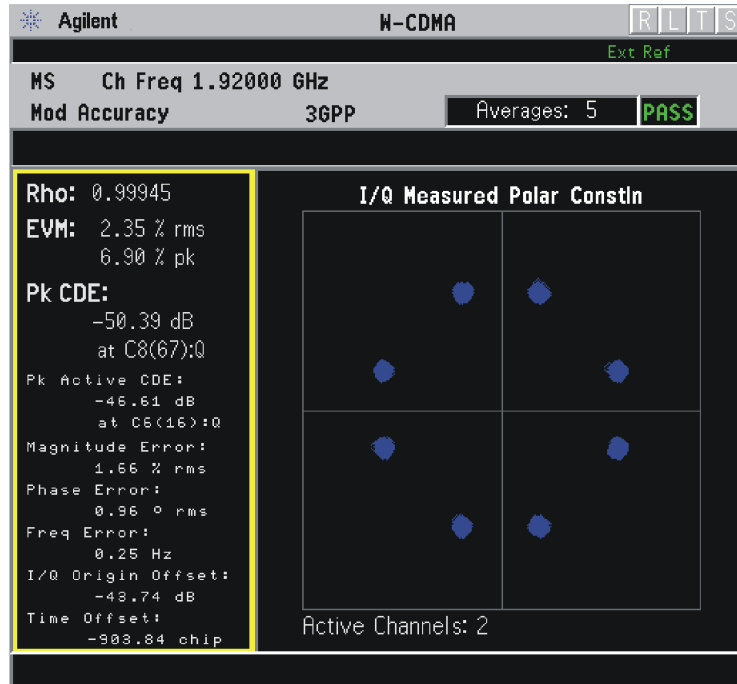 Agilent W-CDMA R L T S
Ext Ref
MS Ch Freq 1.92000 GHz
Mod Accuracy 3GPP Averages: 5 PASS
Rho: 0.99945
EVM: 2.35 % rms
6.90 % pk
Pk CDE:
-50.39 dB
at C8(67):Q
Pk Active CDE:
-46.61 dB
at C6(16):Q
Magnitude Error:
1.66 % rms
Phase Error:
0.96 º rms
Freq Error:
0.25 Hz
I/Q Origin Offset:
-43.74 dB
Time Offset:
-903.84 chip
I/Q Measured Polar Constln
Active Channels: 2